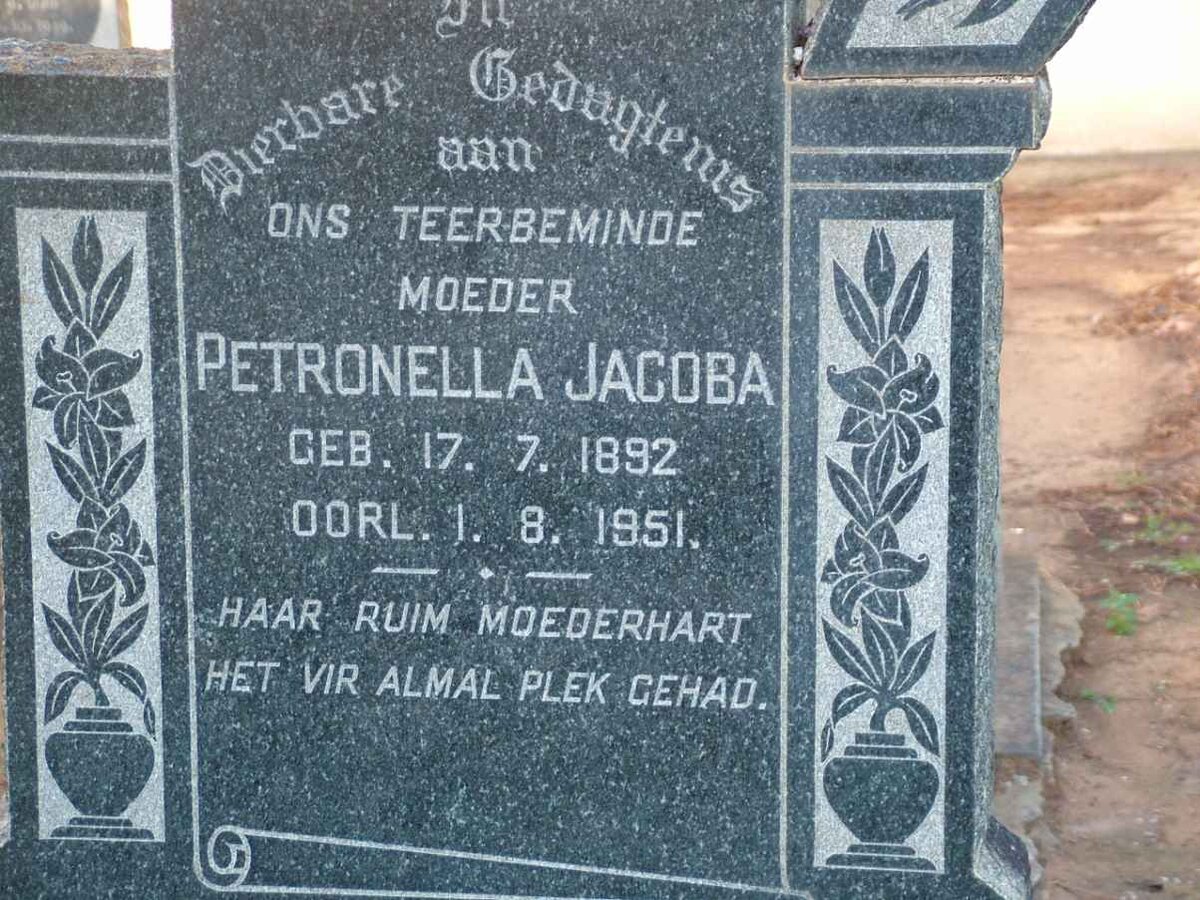 In
Dierbare Gedagtenis
aan
ONS TEERBEMINDE
MOEDER
PETRONELLA JACOBA
GEB. 17. 7. 1892
OORL. 1. 8. 1951.
HAAR RUIM MOEDERHART
HET VIR ALMAL PLEK GEHAD.